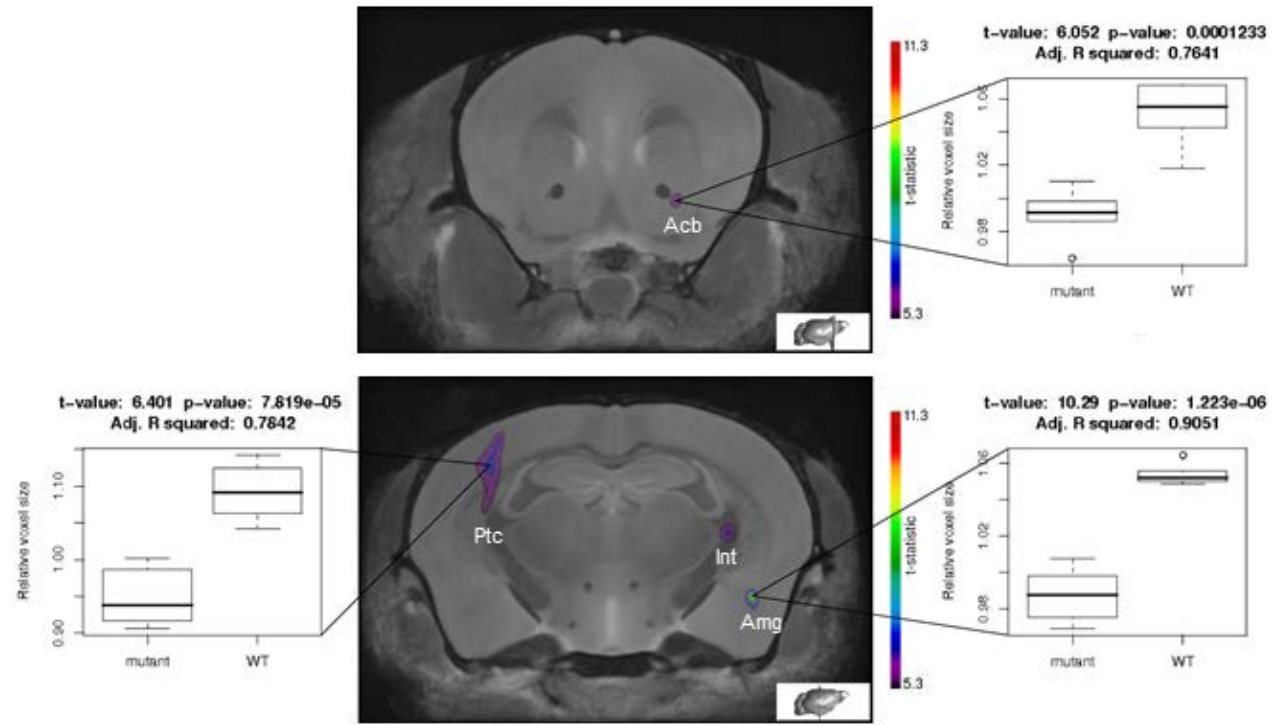 t-value: 6.052 p-value: 0.0001233
Adj. R squared: 0.7641
11.3
t-statistic
5.3
Relative voxel size
1.06
1.02
0.98
mutant
WT
Acb
t-value: 6.401 p-value: 7.819e-05
Adj. R squared: 0.7842
Relative voxel size
1.10
1.00
0.90
mutant
WT
Ptc
Int
Amg
11.3
t-statistic
5.3
t-value: 10.29 p-value: 1.223e-06
Adj. R squared: 0.9051
Relative voxel size
1.06
1.02
0.98
mutant
WT